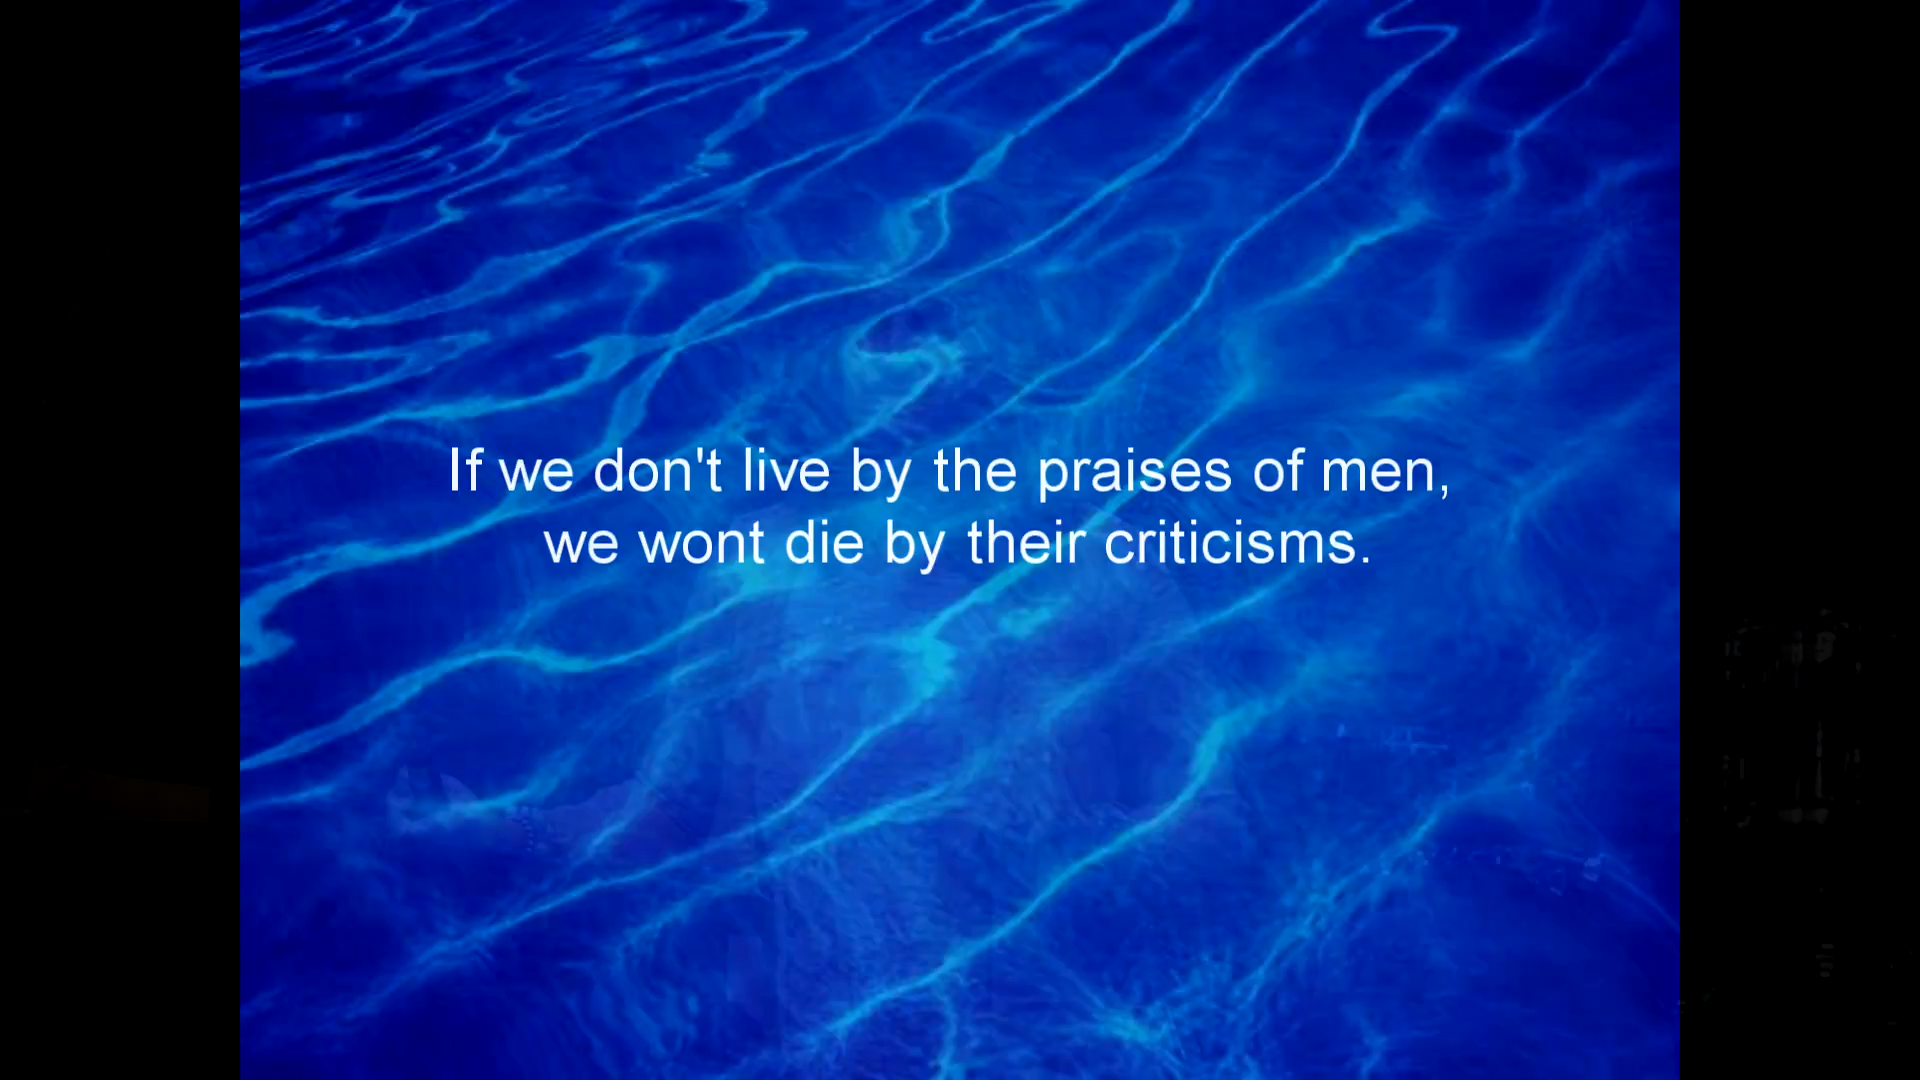 If we don't live by the praises of men,
we wont die by their criticisms.